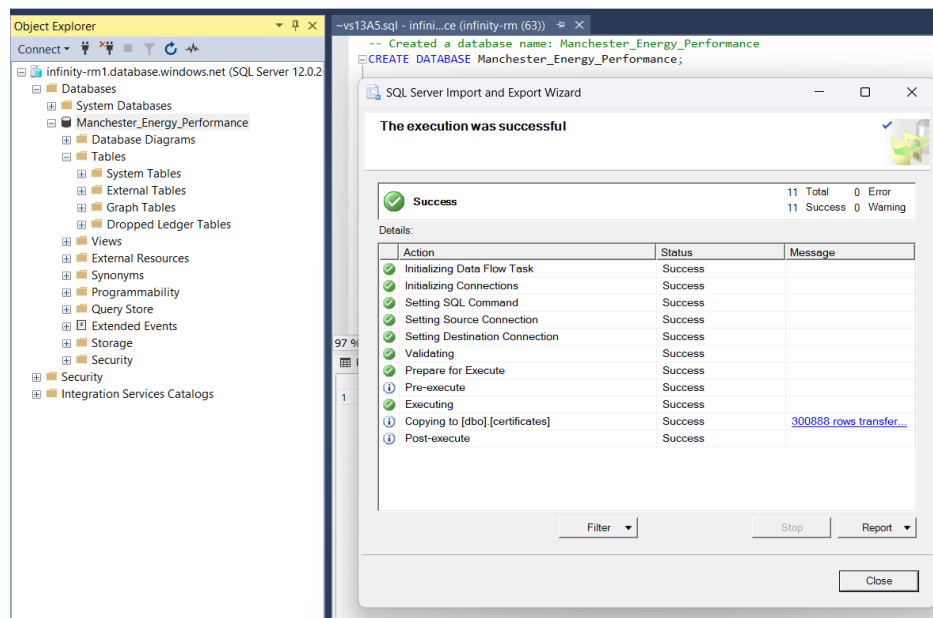 Object Explorer
Connect
infinity-rm1.database.windows.net (SQL Server 12.0.2
Databases
System Databases
Manchester_Energy_Performance
Database Diagrams
Tables
System Tables
External Tables
Graph Tables
Dropped Ledger Tables
Views
External Resources
Synonyms
Programmability
Query Store
Extended Events
Storage
Security
Security
Integration Services Catalogs
~vs13A5.sql - infini...ce (infinity-rm (63))
-- Created a database name: Manchester_Energy_Performance
CREATE DATABASE Manchester_Energy_Performance;
97 %
1
SQL Server Import and Export Wizard
The execution was successful
Success
11 Total 0 Error
11 Success 0 Warning
Details:
Action Status Message
Initializing Data Flow Task Success
Initializing Connections Success
Setting SQL Command Success
Setting Source Connection Success
Setting Destination Connection Success
Validating Success
Prepare for Execute Success
Pre-execute Success
Executing Success
Copying to [dbo].[certificates] Success 300888 rows transfer...
Post-execute Success
Filter Stop Report
Close